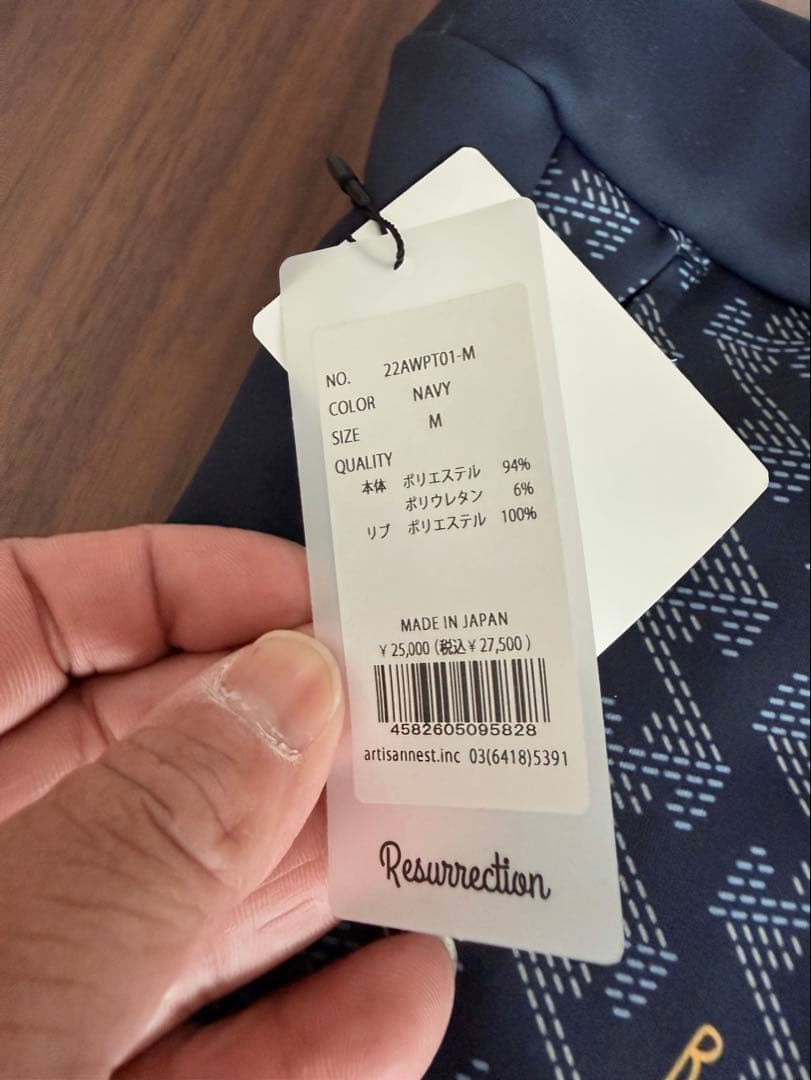 NO. 22AWPT01-M
COLOR NAVY
SIZE M
QUALITY
本体 ポリエステル 94%
ポリウレタン 6%
リブ ポリエステル 100%
MADE IN JAPAN
¥25,000 (税込¥27,500)
4582605095828
artisannest.inc 03(6418)5391
Resurrection